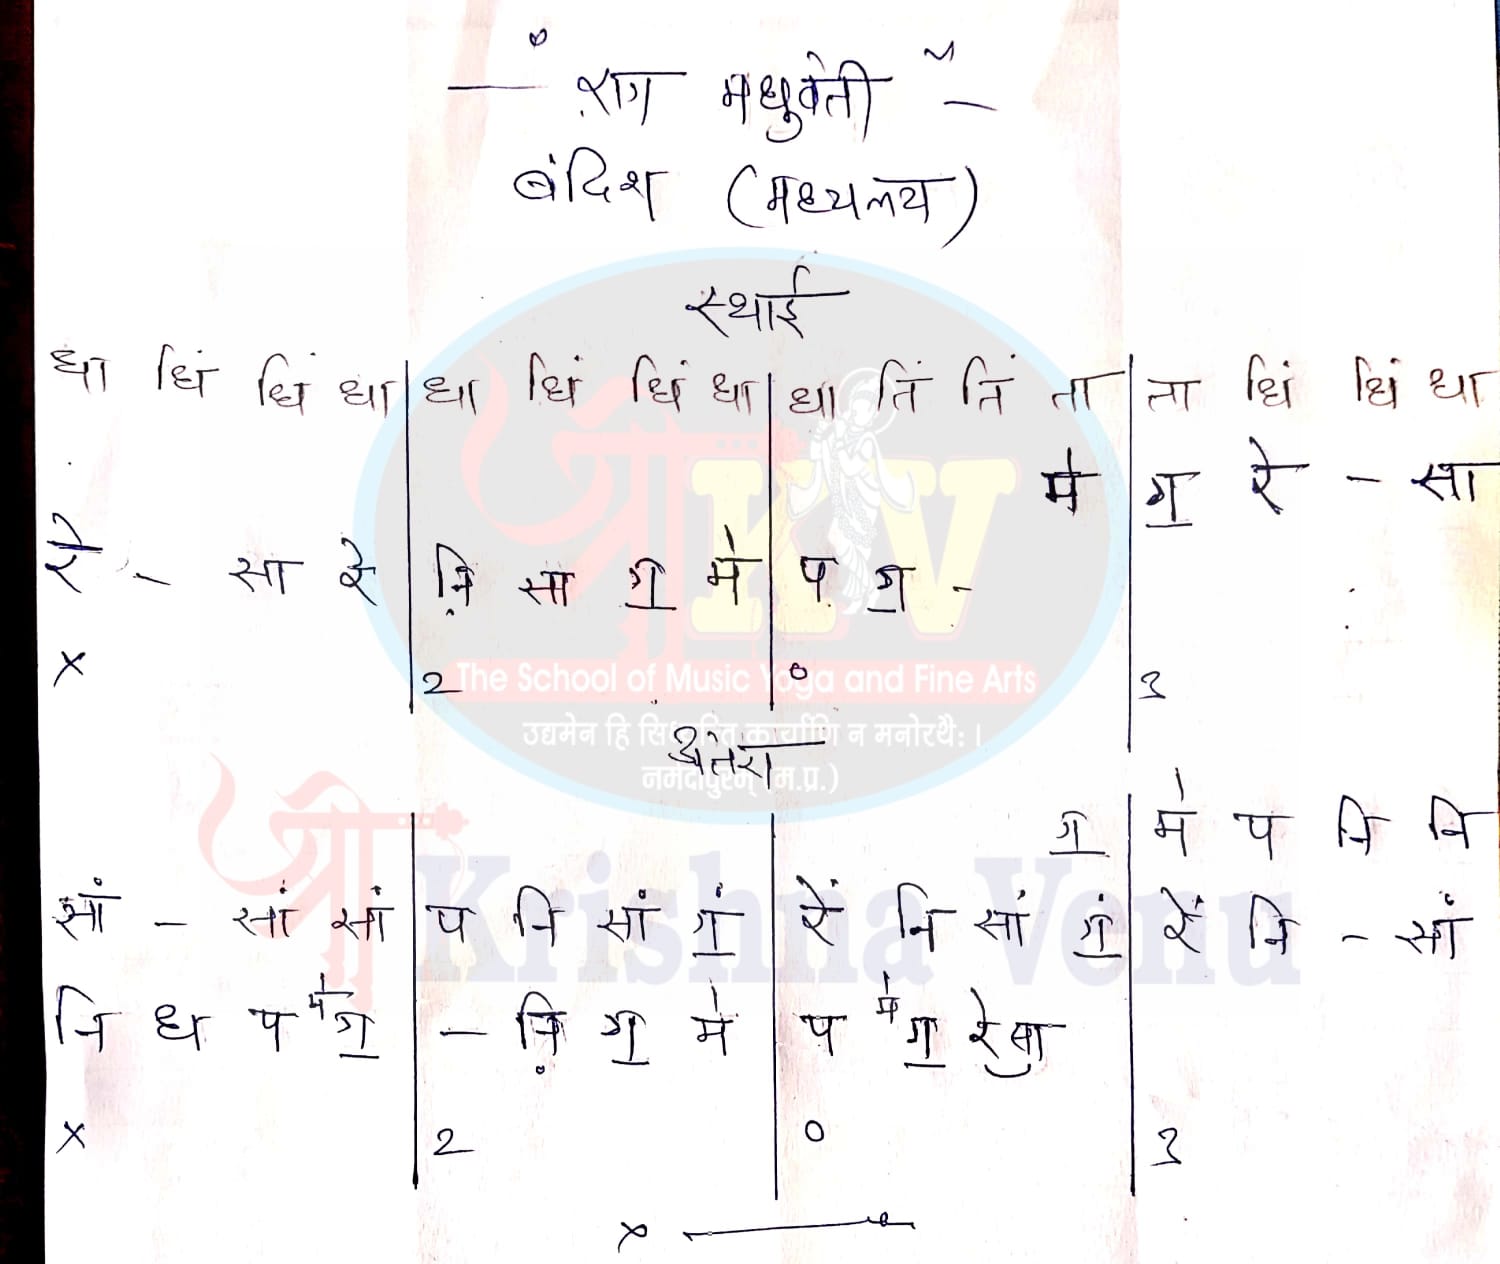 राग मधुवंती
बंदिश (मध्यलय)
स्थाई
धा धिं धिं धा | धा धिं धिं धा | धा तिं तिं ता | ता धिं धिं धा
म॑ | ग॒ रे - सा
रे - सा रे | नि़ सा ग॒ म॑ | प ग॒ -
x 2 0 3
The School of Music Yoga and Fine Arts
उद्यमेन हि सिध्यन्ति कार्याणि न मनोरथैः।
अंतरा
नर्मदापुरम् (म.प्र.)
ग॒ | म॑ प नि नि
श्री Krishna Venu
सां - सां सां | प नि सां गं॒ | रें नि सां गं॒ | रें नि - सां
नि ध प म॑ग॒ | - नि़ ग॒ म॑ | प म॑ग॒ रेसा
x 2 0 3
x
श्री KV